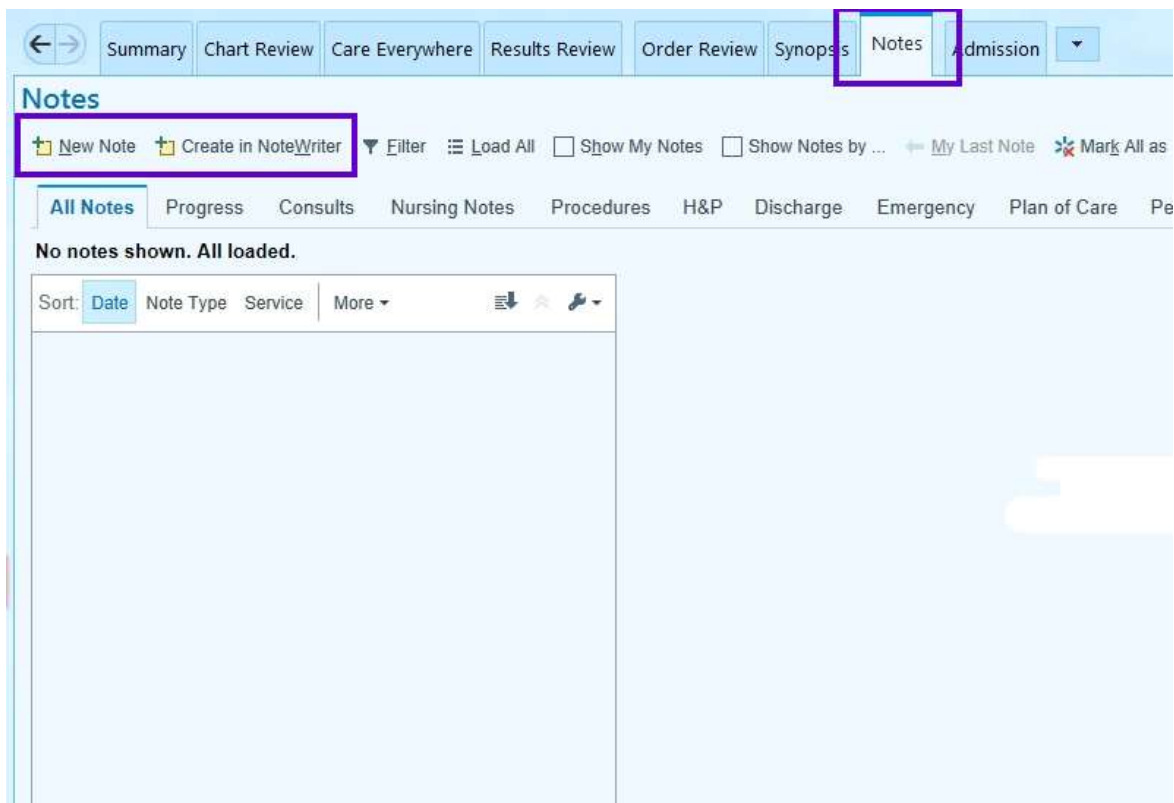 Summary Chart Review Care Everywhere Results Review Order Review Synopsis Notes Admission
Notes
New Note Create in NoteWriter Filter Load All Show My Notes Show Notes by ... My Last Note Mark All as
All Notes Progress Consults Nursing Notes Procedures H&P Discharge Emergency Plan of Care Pe
No notes shown. All loaded.
Sort: Date Note Type Service More